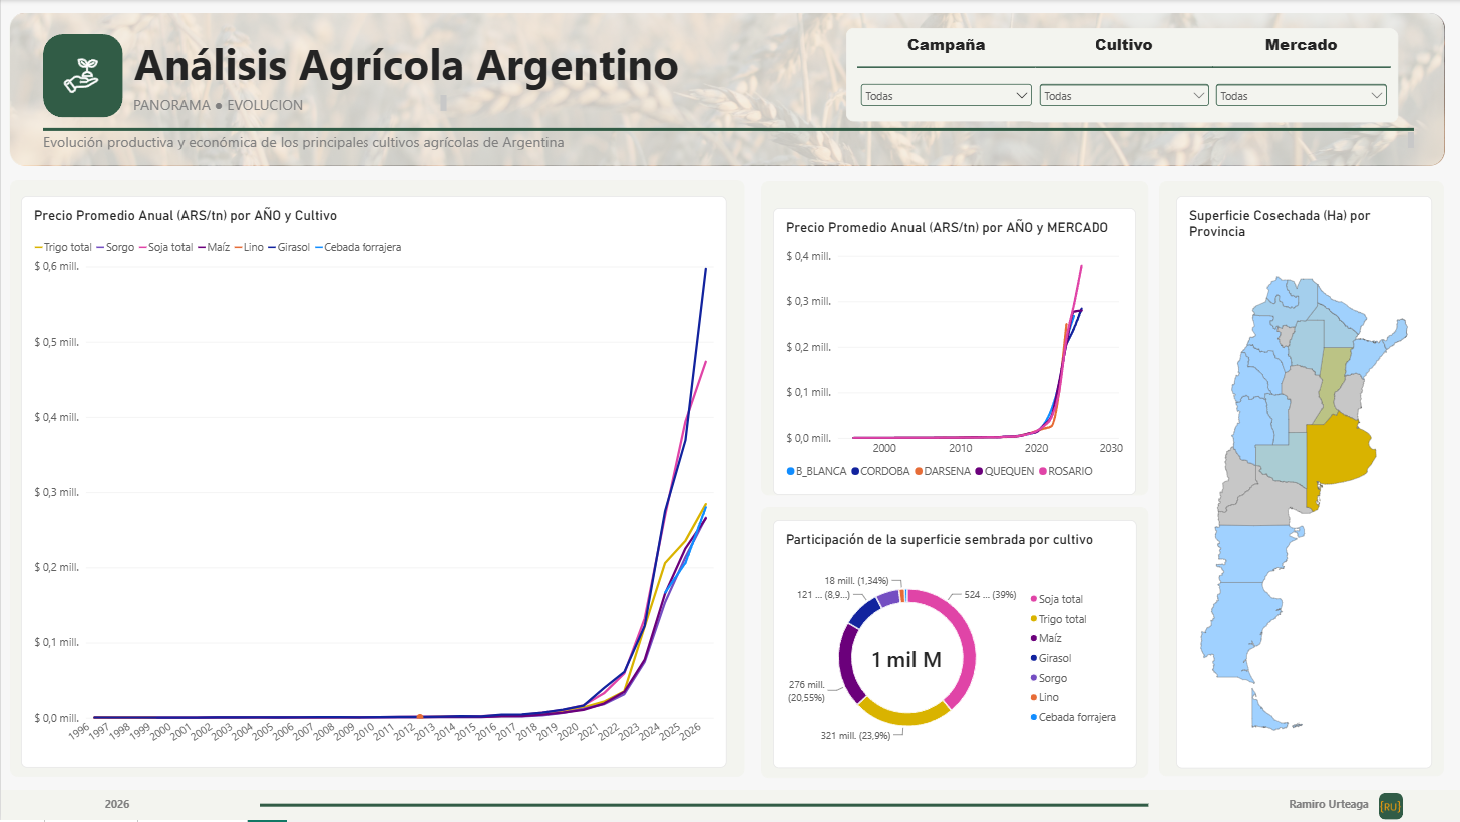 Análisis Agrícola Argentino
PANORAMA ● EVOLUCION
Evolución productiva y económica de los principales cultivos agrícolas de Argentina
Campaña
Cultivo
Mercado
Todas
Todas
Todas
Precio Promedio Anual (ARS/tn) por AÑO y Cultivo
Trigo total Sorgo Soja total Maíz Lino Girasol Cebada forrajera
$ 0,6 mill.
$ 0,5 mill.
$ 0,4 mill.
$ 0,3 mill.
$ 0,2 mill.
$ 0,1 mill.
$ 0,0 mill.
1996 1997 1998 1999 2000 2001 2002 2003 2004 2005 2006 2007 2008 2009 2010 2011 2012 2013 2014 2015 2016 2017 2018 2019 2020 2021 2022 2023 2024 2025 2026
Precio Promedio Anual (ARS/tn) por AÑO y MERCADO
$ 0,4 mill.
$ 0,3 mill.
$ 0,2 mill.
$ 0,1 mill.
$ 0,0 mill.
2000 2010 2020 2030
B_BLANCA CORDOBA DARSENA QUEQUEN ROSARIO
Participación de la superficie sembrada por cultivo
18 mill. (1,34%)
121 ... (8,9...)
524 ... (39%)
1 mil M
276 mill.
(20,55%)
321 mill. (23,9%)
Soja total
Trigo total
Maíz
Girasol
Sorgo
Lino
Cebada forrajera
Superficie Cosechada (Ha) por
Provincia
2026
Ramiro Urteaga
{RU}